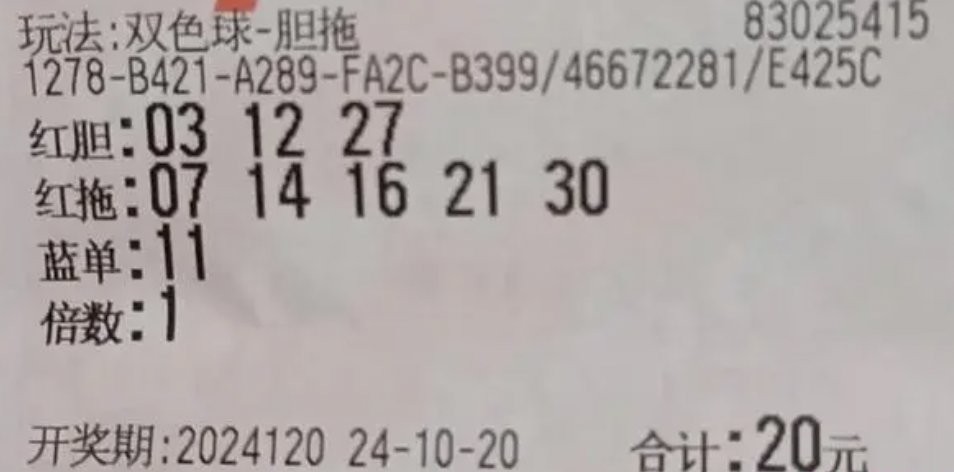 玩法:双色球-胆拖 83025415
1278-B421-A289-FA2C-B399/46672281/E425C
红胆:03 12 27
红拖:07 14 16 21 30
蓝单:11
倍数:1
开奖期:2024120 24-10-20 合计:20元